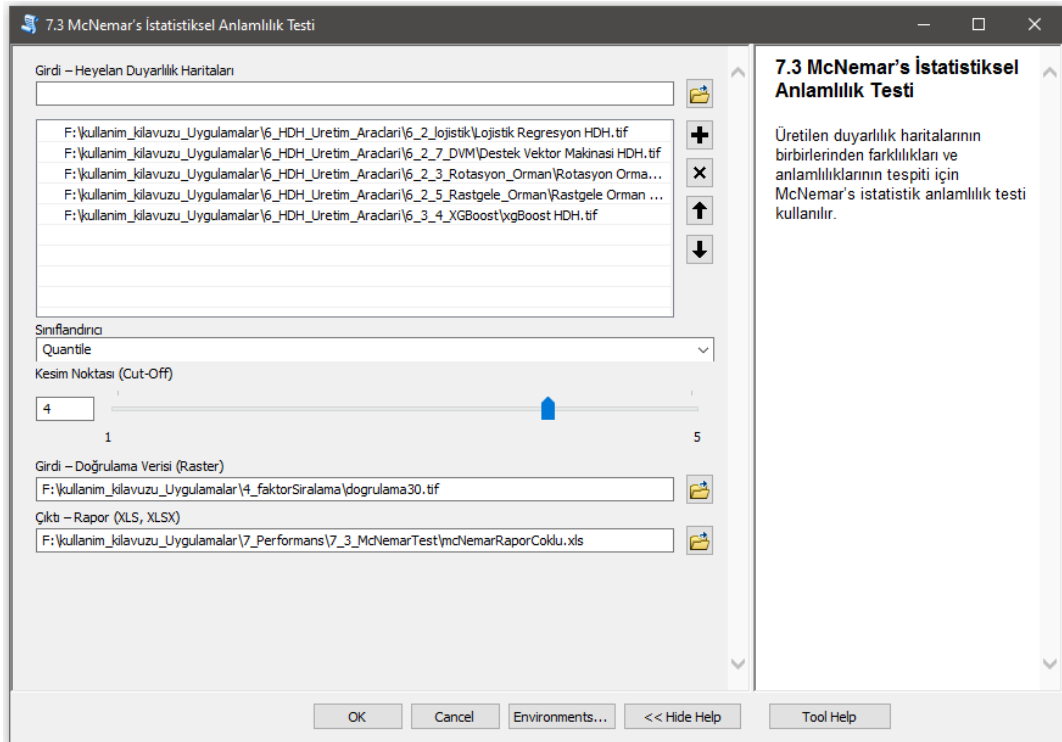 7.3 McNemar's İstatistiksel Anlamlılık Testi
Girdi – Heyelan Duyarlılık Haritaları
F:\kullanim_kilavuzu_Uygulamalar\6_HDH_Uretim_Araclari\6_2_lojistik\Lojistik Regresyon HDH.tif
F:\kullanim_kilavuzu_Uygulamalar\6_HDH_Uretim_Araclari\6_2_7_DVM\Destek Vektor Makinasi HDH.tif
F:\kullanim_kilavuzu_Uygulamalar\6_HDH_Uretim_Araclari\6_2_3_Rotasyon_Orman\Rotasyon Orma...
F:\kullanim_kilavuzu_Uygulamalar\6_HDH_Uretim_Araclari\6_2_5_Rastgele_Orman\Rastgele Orman ...
F:\kullanim_kilavuzu_Uygulamalar\6_HDH_Uretim_Araclari\6_3_4_XGBoost\xgBoost HDH.tif
Sınıflandırıcı
Quantile
Kesim Noktası (Cut-Off)
4
1 5
Girdi – Doğrulama Verisi (Raster)
F:\kullanim_kilavuzu_Uygulamalar\4_faktorSiralama\dogrulama30.tif
Çıktı – Rapor (XLS, XLSX)
F:\kullanim_kilavuzu_Uygulamalar\7_Performans\7_3_McNemarTest\mcNemarRaporCoklu.xls
7.3 McNemar's İstatistiksel
Anlamlılık Testi
Üretilen duyarlılık haritalarının
birbirlerinden farklılıkları ve
anlamlılıklarının tespiti için
McNemar's istatistik anlamlılık testi
kullanılır.
OK Cancel Environments... << Hide Help Tool Help